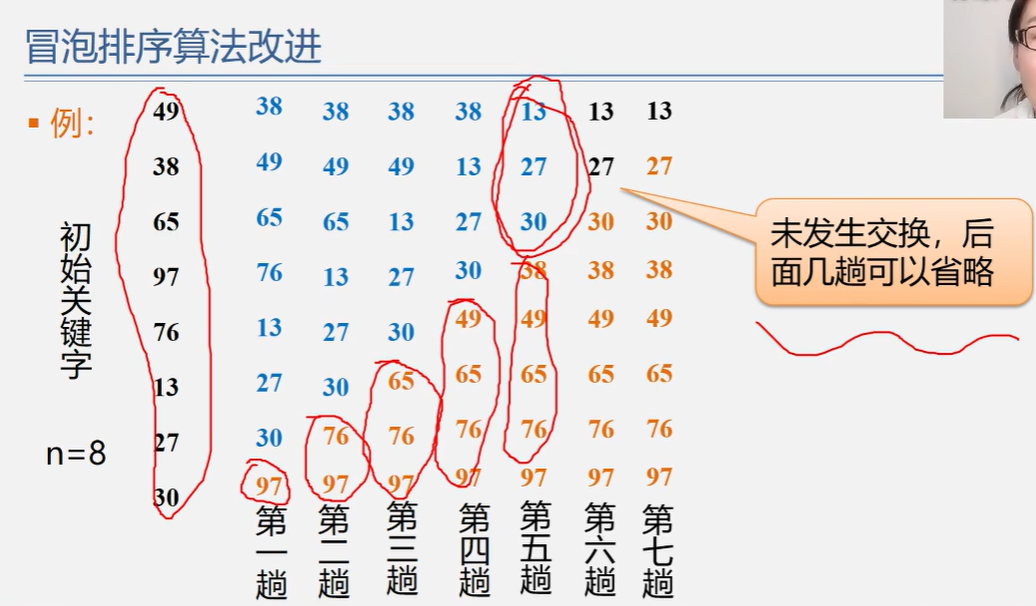 冒泡排序算法改进
例：
初始关键字
n=8
49 38 38 38 38 13 13 13
38 49 49 49 13 27 27 27
65 65 65 13 27 30 30 30
97 76 13 27 30 38 38 38
76 13 27 30 49 49 49 49
13 27 30 65 65 65 65 65
27 30 76 76 76 76 76 76
30 97 97 97 97 97 97 97
第一趟 第二趟 第三趟 第四趟 第五趟 第六趟 第七趟
未发生交换，后
面几趟可以省略